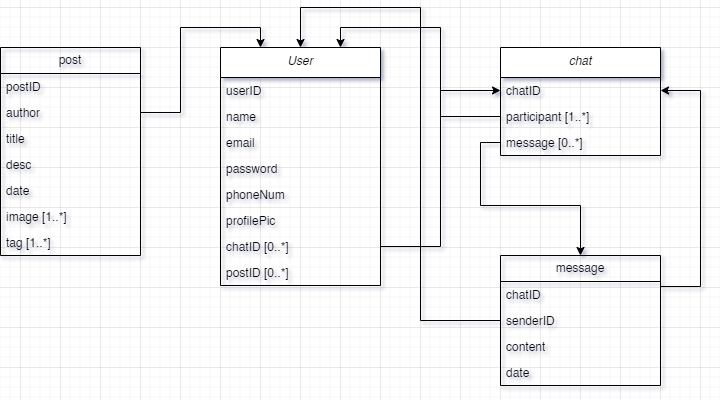 post
postID
author
title
desc
date
image [1..*]
tag [1..*]
User
userID
name
email
password
phoneNum
profilePic
chatID [0..*]
postID [0..*]
chat
chatID
participant [1..*]
message [0..*]
message
chatID
senderID
content
date